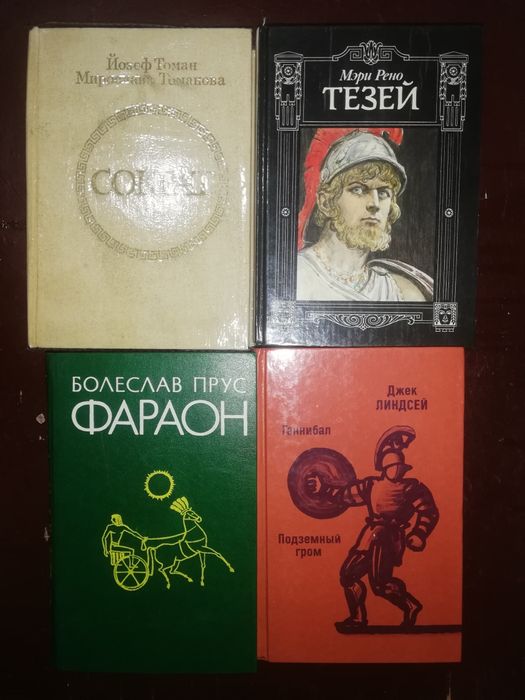 Йозеф Томан
Мирослава Томанова
СОКРАТ
Мэри Рено
ТЕЗЕЙ
БОЛЕСЛАВ ПРУС
ФАРАОН
Джек
ЛИНДСЕЙ
Ганнибал
Подземный
гром